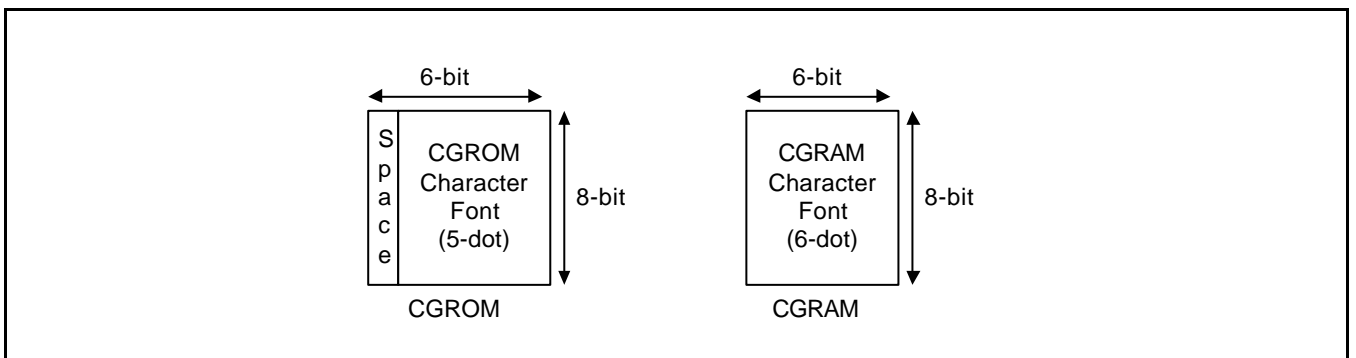 6-bit
Space
CGROM
Character
Font
(5-dot)
8-bit
CGROM
6-bit
CGRAM
Character
Font
(6-dot)
8-bit
CGRAM